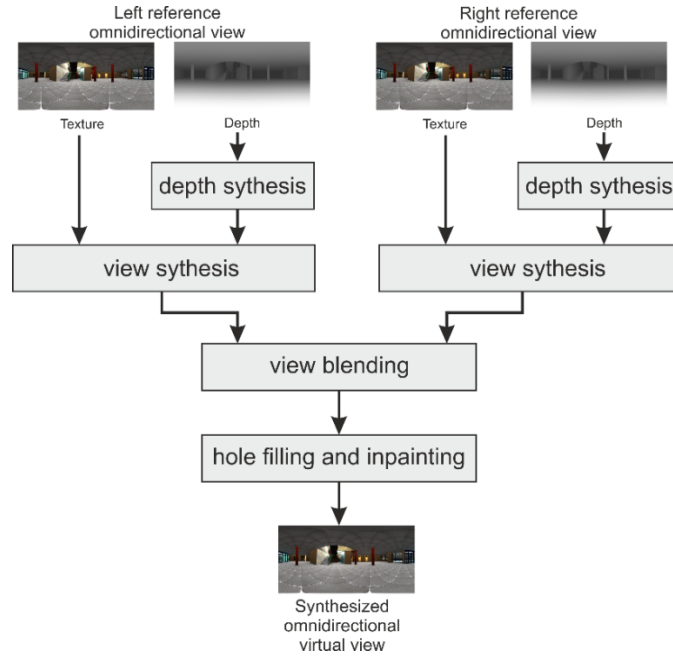 Left reference
omnidirectional view
Right reference
omnidirectional view
Texture
Depth
Texture
Depth
depth sythesis
depth sythesis
view sythesis
view sythesis
view blending
hole filling and inpainting
Synthesized
omnidirectional
virtual view